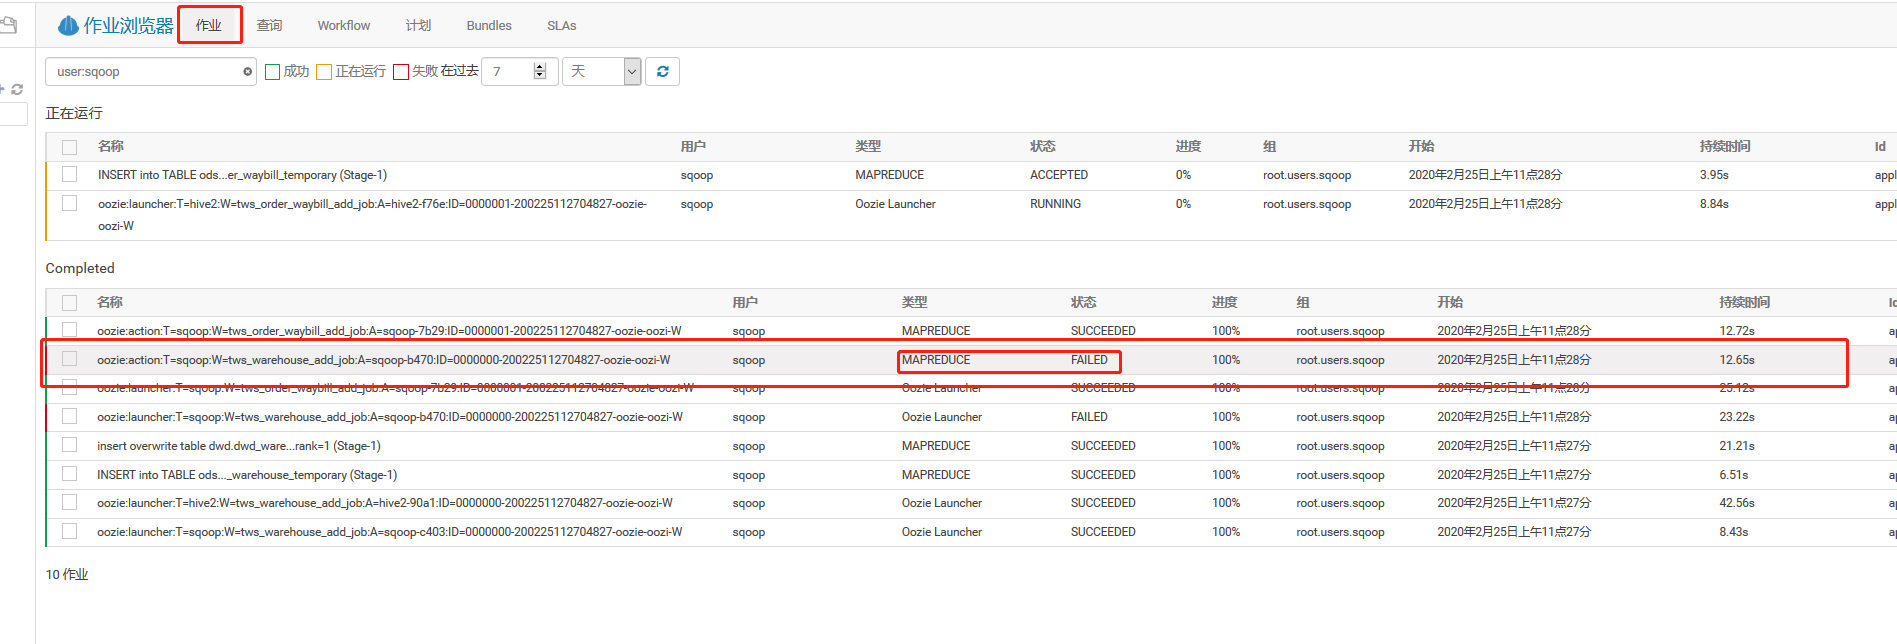 作业浏览器 作业 查询 Workflow 计划 Bundles SLAs
user:sqoop 成功 正在运行 失败 在过去 7 天
正在运行
名称 用户 类型 状态 进度 组 开始 持续时间 Id
INSERT into TABLE ods...er_waybill_temporary (Stage-1) sqoop MAPREDUCE ACCEPTED 0% root.users.sqoop 2020年2月25日上午11点28分 3.95s appl
oozie:launcher:T=hive2:W=tws_order_waybill_add_job:A=hive2-f76e:ID=0000001-200225112704827-oozie- sqoop Oozie Launcher RUNNING 0% root.users.sqoop 2020年2月25日上午11点28分 8.84s appl
oozi-W
Completed
名称 用户 类型 状态 进度 组 开始 持续时间 Id
oozie:action:T=sqoop:W=tws_order_waybill_add_job:A=sqoop-7b29:ID=0000001-200225112704827-oozie-oozi-W sqoop MAPREDUCE SUCCEEDED 100% root.users.sqoop 2020年2月25日上午11点28分 12.72s
oozie:action:T=sqoop:W=tws_warehouse_add_job:A=sqoop-b470:ID=0000000-200225112704827-oozie-oozi-W sqoop MAPREDUCE FAILED 100% root.users.sqoop 2020年2月25日上午11点28分 12.65s
oozie:launcher:T=sqoop:W=tws_order_waybill_add_job:A=sqoop-7b29:ID=0000001-200225112704827-oozie-oozi-W sqoop Oozie Launcher SUCCEEDED 100% root.users.sqoop 2020年2月25日上午11点28分 25.12s
oozie:launcher:T=sqoop:W=tws_warehouse_add_job:A=sqoop-b470:ID=0000000-200225112704827-oozie-oozi-W sqoop Oozie Launcher FAILED 100% root.users.sqoop 2020年2月25日上午11点28分 23.22s
insert overwrite table dwd.dwd_ware...rank=1 (Stage-1) sqoop MAPREDUCE SUCCEEDED 100% root.users.sqoop 2020年2月25日上午11点27分 21.21s
INSERT into TABLE ods..._warehouse_temporary (Stage-1) sqoop MAPREDUCE SUCCEEDED 100% root.users.sqoop 2020年2月25日上午11点27分 6.51s
oozie:launcher:T=hive2:W=tws_warehouse_add_job:A=hive2-90a1:ID=0000000-200225112704827-oozie-oozi-W sqoop Oozie Launcher SUCCEEDED 100% root.users.sqoop 2020年2月25日上午11点27分 42.56s
oozie:launcher:T=sqoop:W=tws_warehouse_add_job:A=sqoop-c403:ID=0000000-200225112704827-oozie-oozi-W sqoop Oozie Launcher SUCCEEDED 100% root.users.sqoop 2020年2月25日上午11点27分 8.43s
10 作业